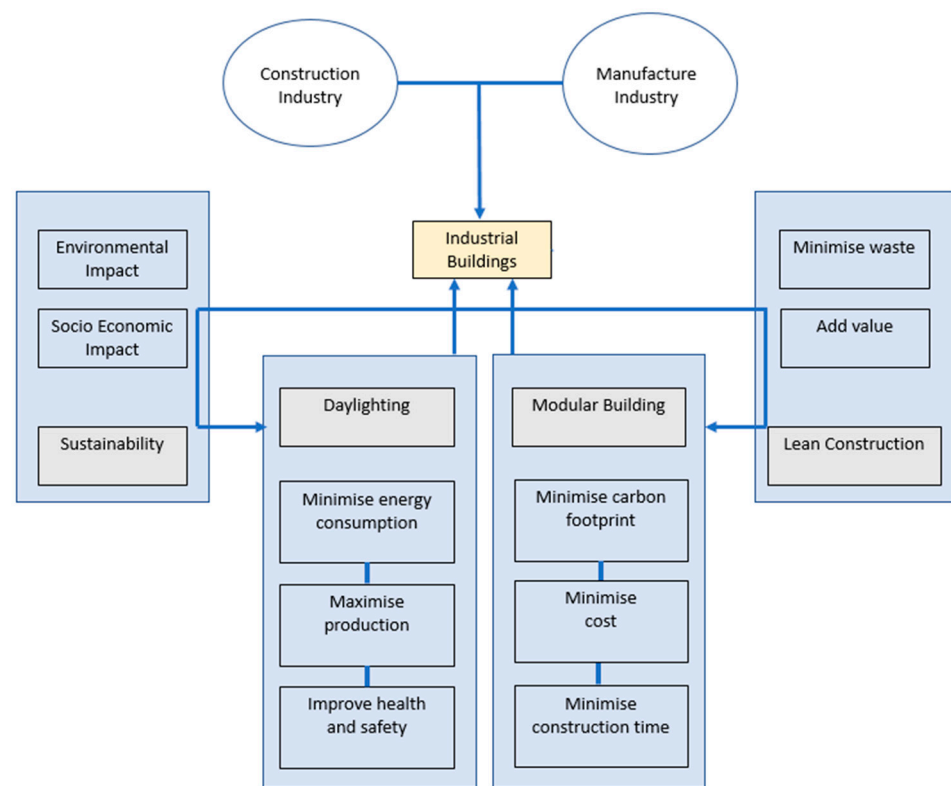 Construction
Industry
Manufacture
Industry
Industrial
Buildings
Environmental
Impact
Socio Economic
Impact
Sustainability
Minimise waste
Add value
Lean Construction
Daylighting
Minimise energy
consumption
Maximise
production
Improve health
and safety
Modular Building
Minimise carbon
footprint
Minimise
cost
Minimise
construction time